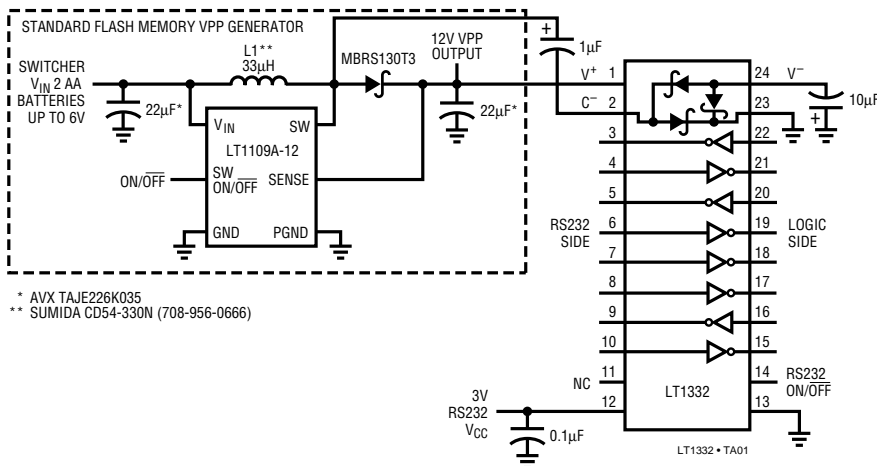 STANDARD FLASH MEMORY VPP GENERATOR
L1**
33µH
MBRS130T3
12V VPP
OUTPUT
SWITCHER
VIN 2 AA
BATTERIES
UP TO 6V
22µF*
22µF*
VIN
SW
LT1109A-12
SW
ON/OFF
SENSE
ON/OFF
GND
PGND
* AVX TAJE226K035
** SUMIDA CD54-330N (708-956-0666)
+
1µF
V+
1
C–
2
3
4
5
RS232
SIDE
6
7
8
9
10
NC
11
3V
RS232
VCC
12
0.1µF
24
V–
10µF
+
23
22
21
20
19
LOGIC
SIDE
18
17
16
15
14
RS232
ON/OFF
13
LT1332
LT1332 • TA01